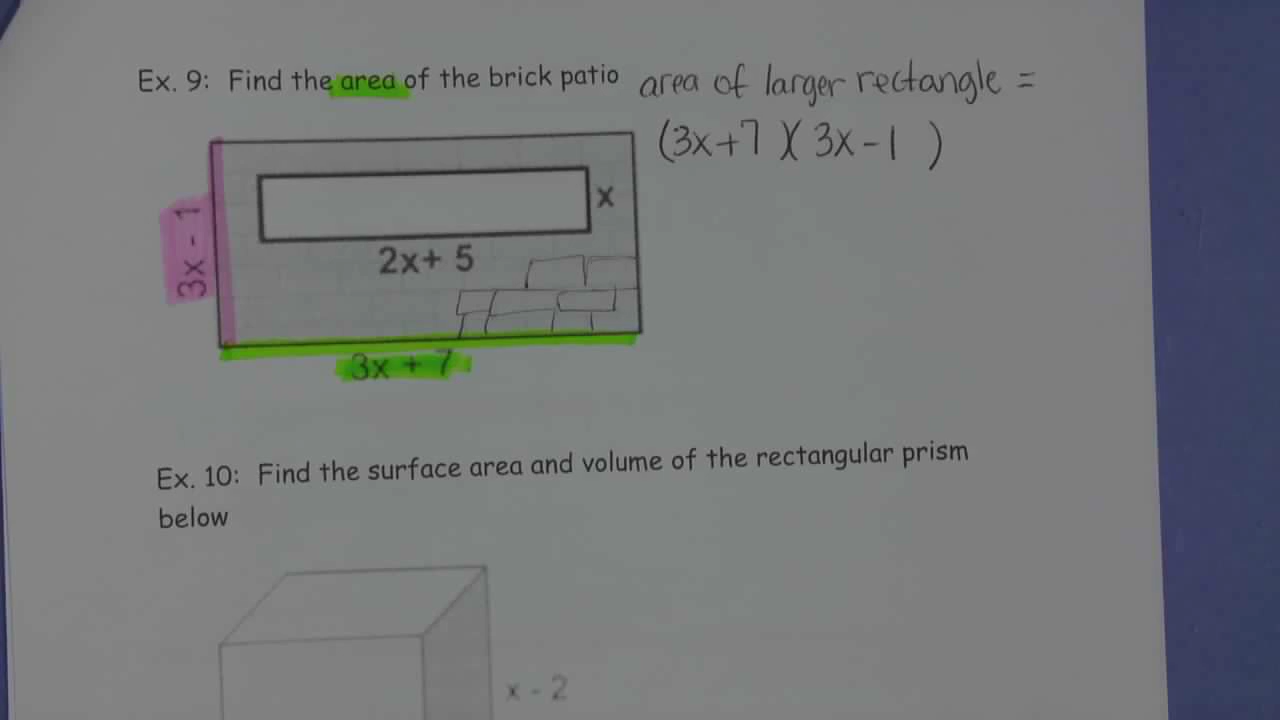 Ex. 9: Find the area of the brick patio area of larger rectangle =
(3x+7)(3x-1)
3x - 1
x
2x+ 5
3x + 7
Ex. 10: Find the surface area and volume of the rectangular prism
below
x - 2